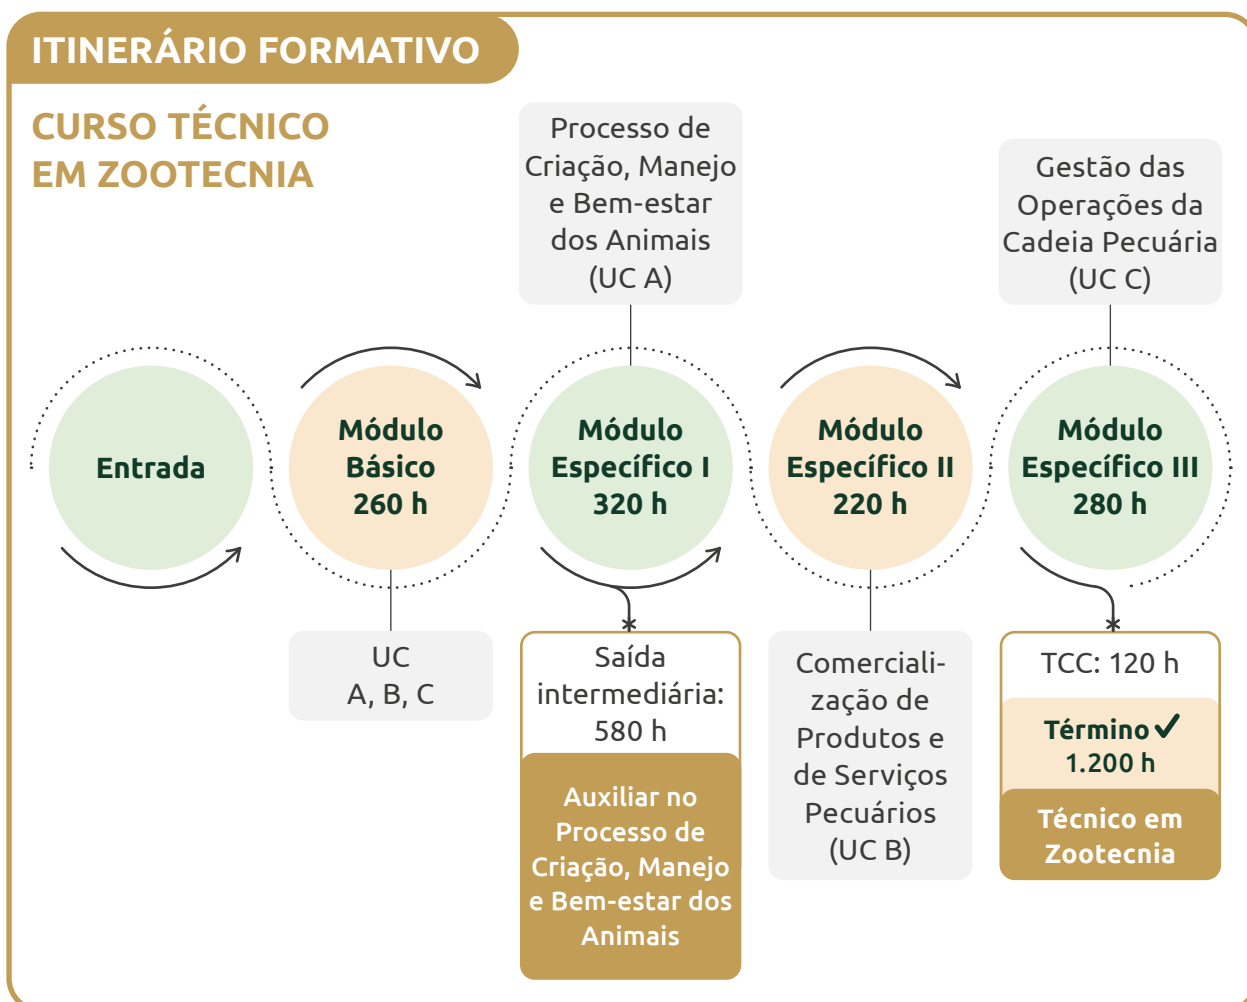 ITINERÁRIO FORMATIVO
CURSO TÉCNICO
EM ZOOTECNIA
Entrada
Módulo
Básico
260 h
UC
A, B, C
Processo de
Criação, Manejo
e Bem-estar
dos Animais
(UC A)
Módulo
Específico I
320 h
Saída
intermediária:
580 h
Auxiliar no
Processo de
Criação, Manejo
e Bem-estar dos
Animais
Módulo
Específico II
220 h
Comerciali-
zação de
Produtos e
de Serviços
Pecuários
(UC B)
Gestão das
Operações da
Cadeia Pecuária
(UC C)
Módulo
Específico III
280 h
TCC: 120 h
Término ✓
1.200 h
Técnico em
Zootecnia